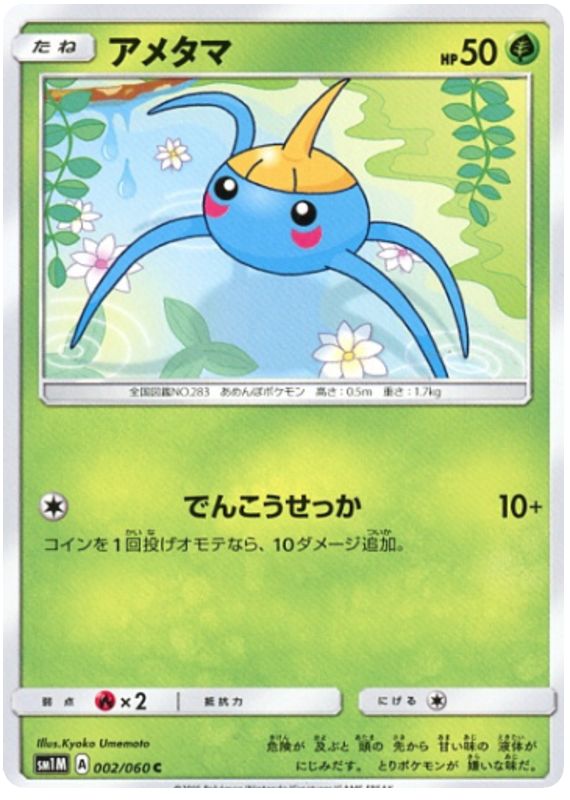 たね アメタマ HP50
全国図鑑NO.283 あめんぼポケモン 高さ:0.5m 重さ:1.7kg
でんこうせっか 10+
コインを1回投げオモテなら、10ダメージ追加。
弱点 ×2 抵抗力 にげる
Illus.Kyoko Umemoto
SM1M A 002/060 C
危険が 及ぶと 頭の 先から 甘い味の 液体が
にじみだす。 とりポケモンが 嫌いな 味だ。